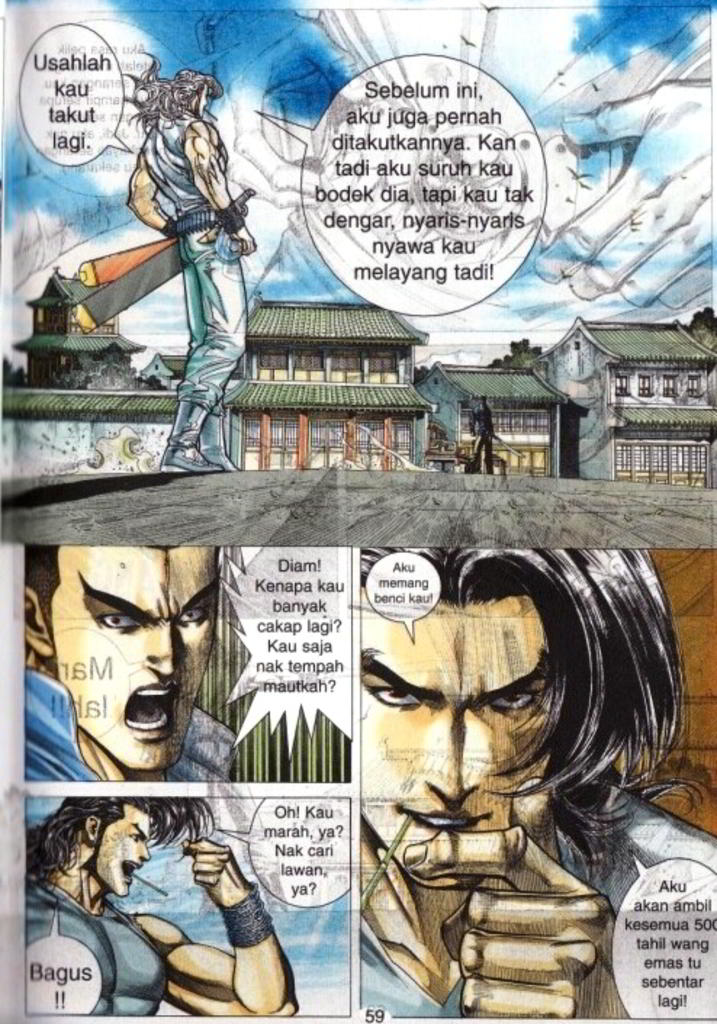 Usahlah
kau
takut
lagi.
Sebelum ini,
aku juga pernah
ditakutkannya. Kan
tadi aku suruh kau
bodek dia, tapi kau tak
dengar, nyaris-nyaris
nyawa kau
melayang tadi!
Diam!
Kenapa kau
banyak
cakap lagi?
Kau saja
nak tempah
mautkah?
Aku
memang
benci kau!
Oh! Kau
marah, ya?
Nak cari
lawan,
ya?
Bagus
!!
Aku
akan ambil
kesemua 500
tahil wang
emas tu
sebentar
lagi!
59